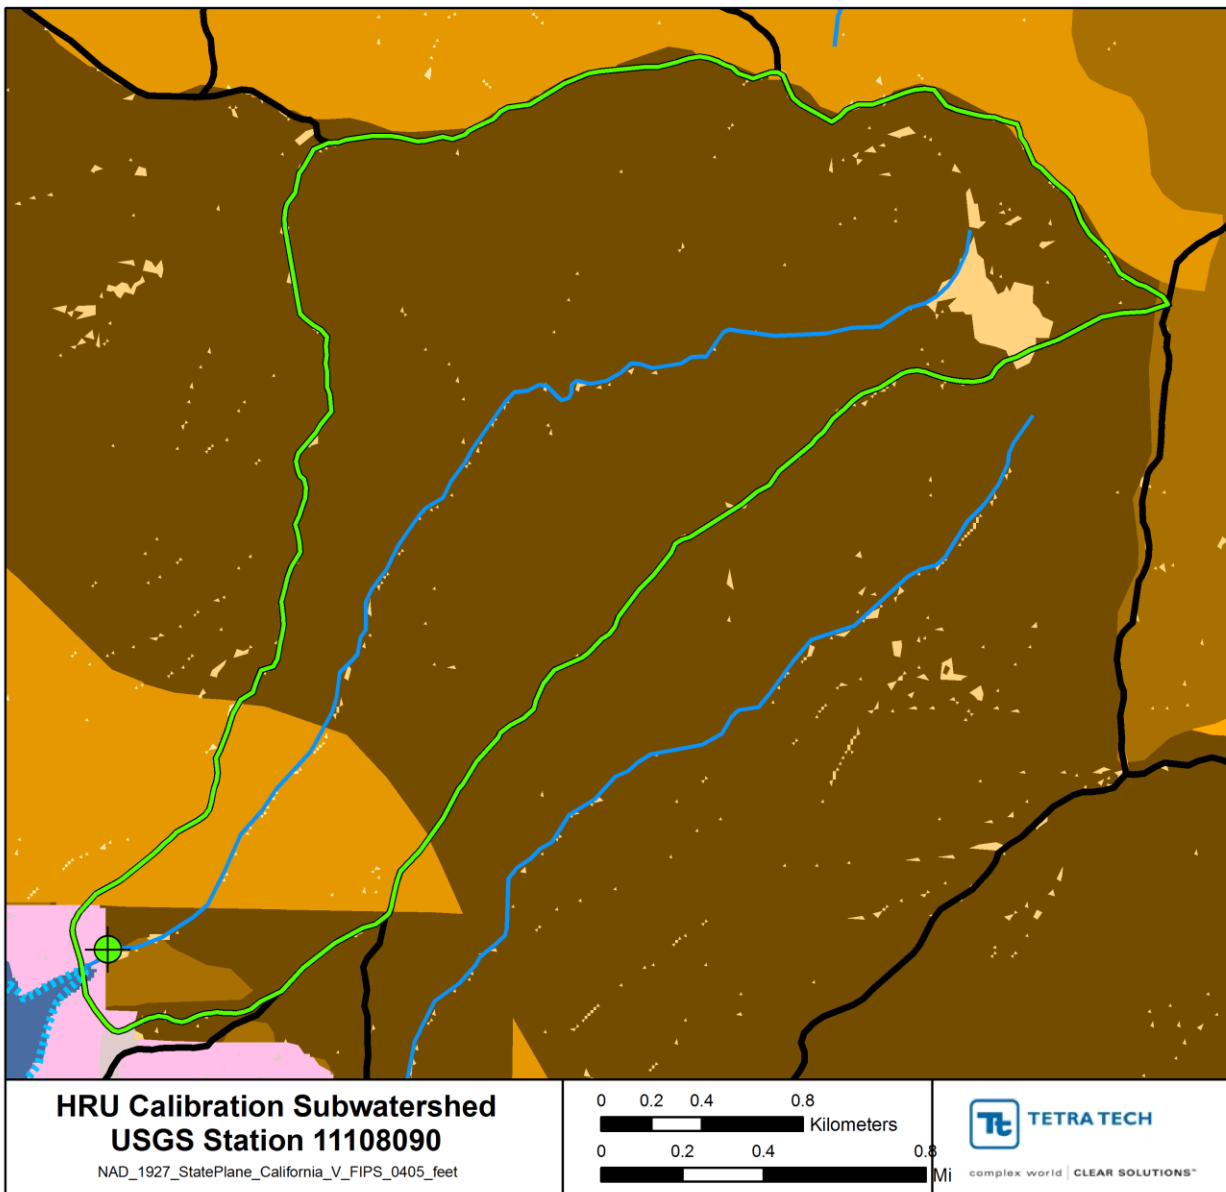 HRU Calibration Subwatershed
USGS Station 11108090
NAD_1927_StatePlane_California_V_FIPS_0405_feet
0 0.2 0.4 0.8
Kilometers
0 0.2 0.4 0.8
Mi
Tt TETRA TECH
complex world | CLEAR SOLUTIONS™